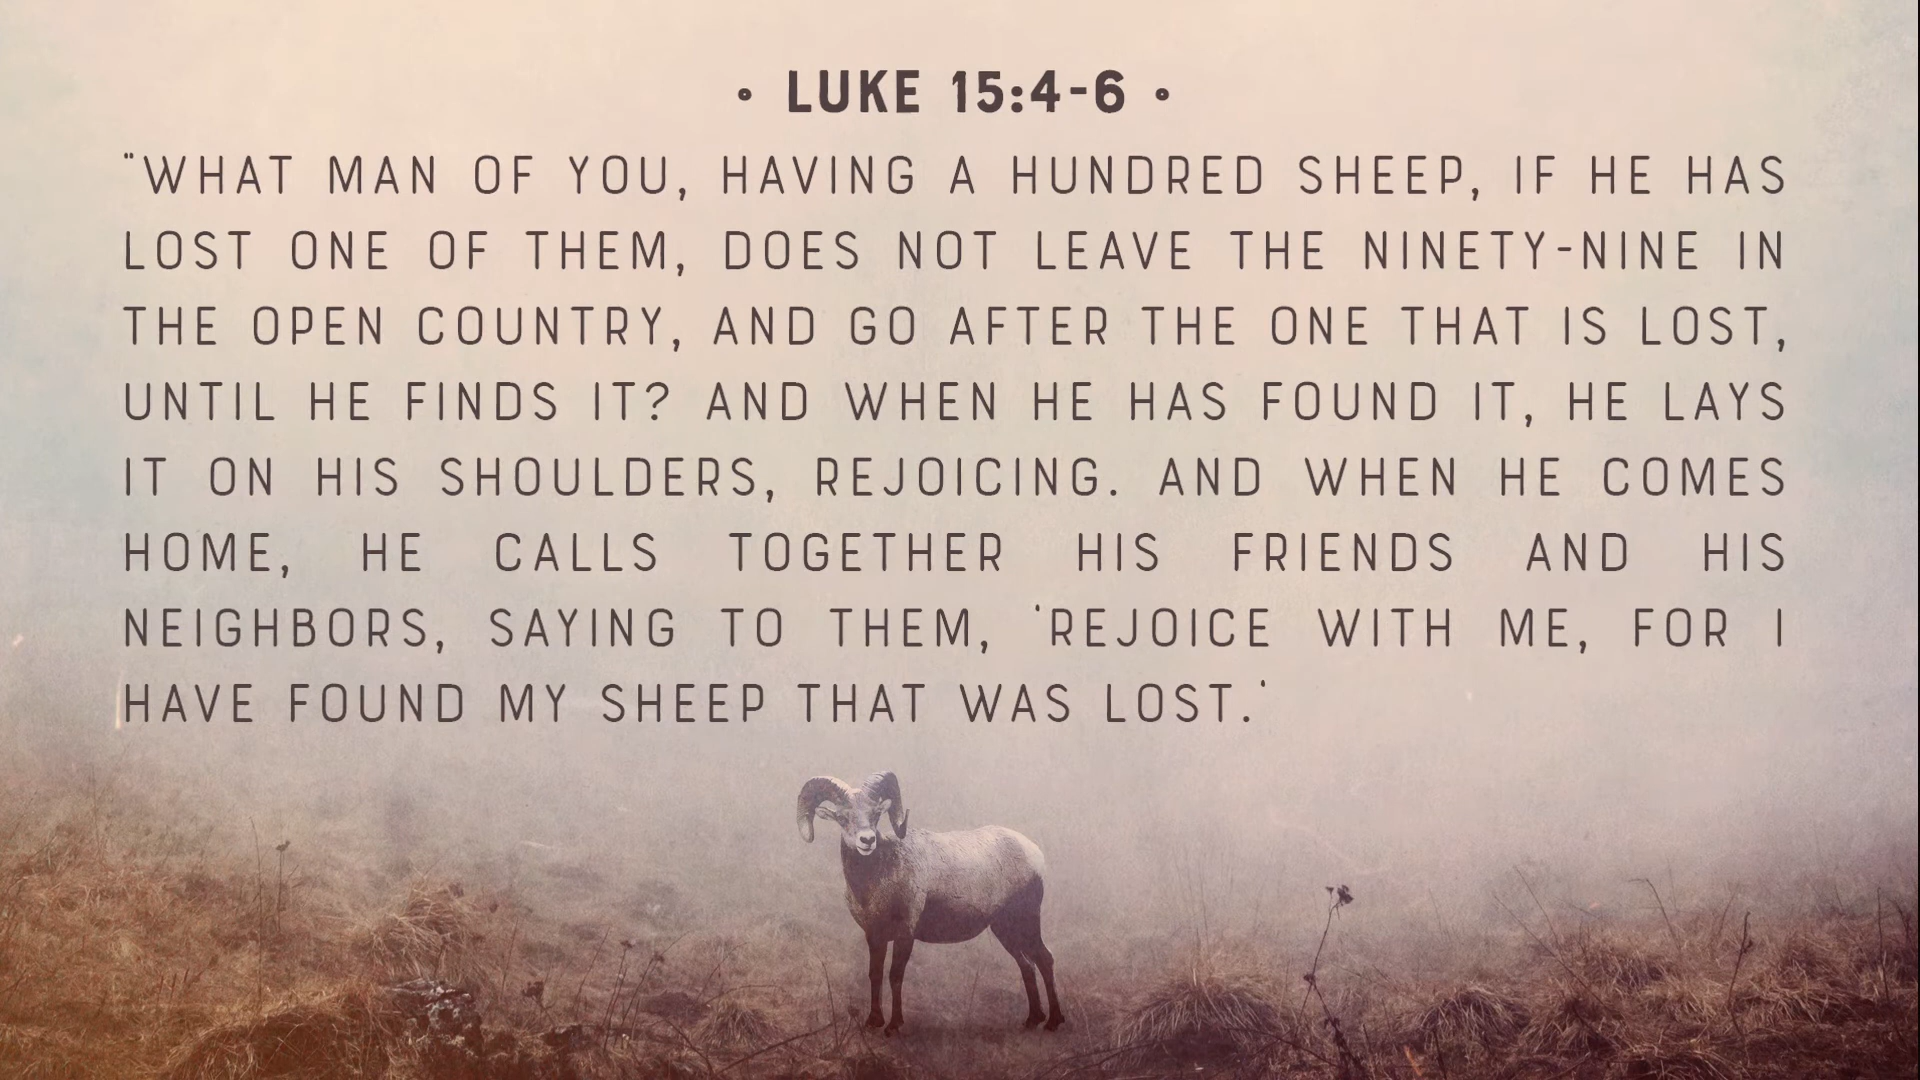 • LUKE 15:4-6 •
"WHAT MAN OF YOU, HAVING A HUNDRED SHEEP, IF HE HAS
LOST ONE OF THEM, DOES NOT LEAVE THE NINETY-NINE IN
THE OPEN COUNTRY, AND GO AFTER THE ONE THAT IS LOST,
UNTIL HE FINDS IT? AND WHEN HE HAS FOUND IT, HE LAYS
IT ON HIS SHOULDERS, REJOICING. AND WHEN HE COMES
HOME, HE CALLS TOGETHER HIS FRIENDS AND HIS
NEIGHBORS, SAYING TO THEM, 'REJOICE WITH ME, FOR I
HAVE FOUND MY SHEEP THAT WAS LOST.'